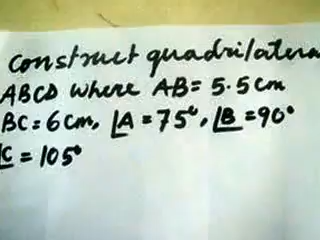 construct quadrilatera
ABCD where AB = 5.5cm
BC = 6cm, ∠A = 75°, ∠B = 90°
∠C = 105°